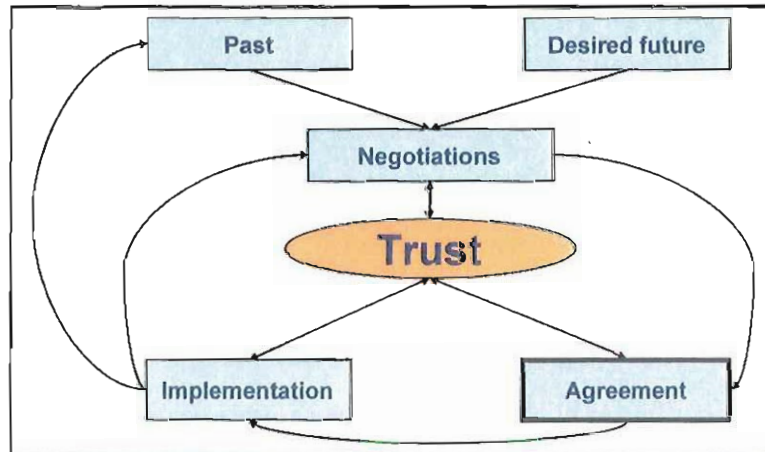 Past
Desired future
Negotiations
Trust
Implementation
Agreement